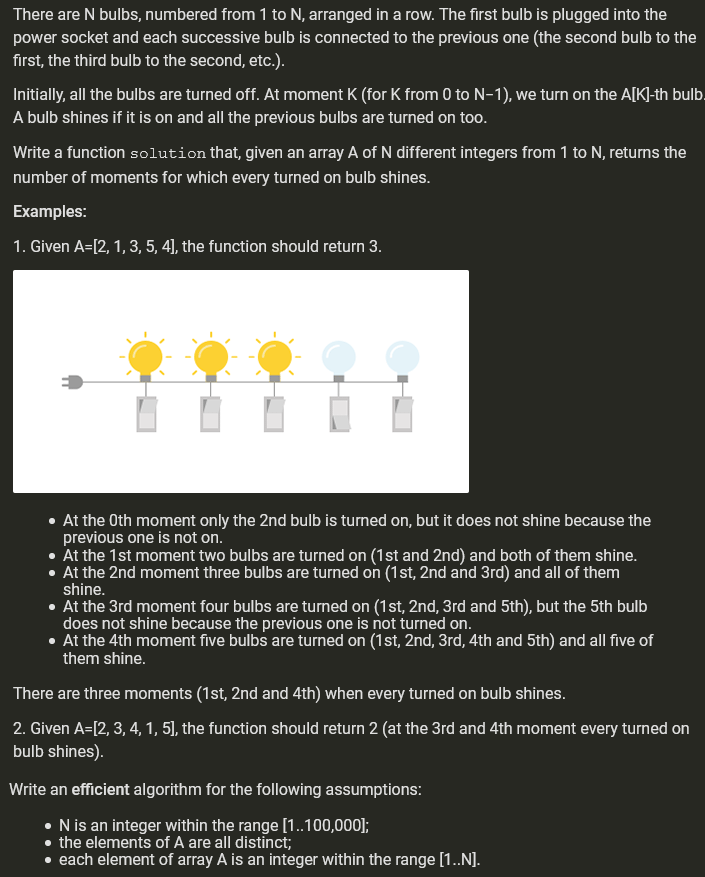 There are N bulbs, numbered from 1 to N, arranged in a row. The first bulb is plugged into the
power socket and each successive bulb is connected to the previous one (the second bulb to the
first, the third bulb to the second, etc.).
Initially, all the bulbs are turned off. At moment K (for K from 0 to N−1), we turn on the A[K]-th bulb.
A bulb shines if it is on and all the previous bulbs are turned on too.
Write a function solution that, given an array A of N different integers from 1 to N, returns the
number of moments for which every turned on bulb shines.
Examples:
1. Given A=[2, 1, 3, 5, 4], the function should return 3.
• At the 0th moment only the 2nd bulb is turned on, but it does not shine because the
previous one is not on.
• At the 1st moment two bulbs are turned on (1st and 2nd) and both of them shine.
• At the 2nd moment three bulbs are turned on (1st, 2nd and 3rd) and all of them
shine.
• At the 3rd moment four bulbs are turned on (1st, 2nd, 3rd and 5th), but the 5th bulb
does not shine because the previous one is not turned on.
• At the 4th moment five bulbs are turned on (1st, 2nd, 3rd, 4th and 5th) and all five of
them shine.
There are three moments (1st, 2nd and 4th) when every turned on bulb shines.
2. Given A=[2, 3, 4, 1, 5], the function should return 2 (at the 3rd and 4th moment every turned on
bulb shines).
Write an efficient algorithm for the following assumptions:
• N is an integer within the range [1..100,000];
• the elements of A are all distinct;
• each element of array A is an integer within the range [1..N].